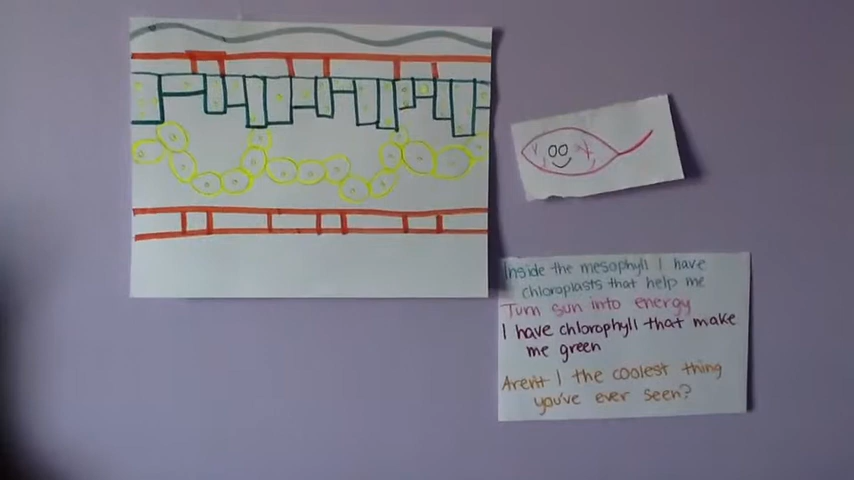 Inside the mesophyll I have
chloroplasts that help me
Turn sun into energy
I have chlorophyll that make
me green
Aren't I the coolest thing
you've ever seen?